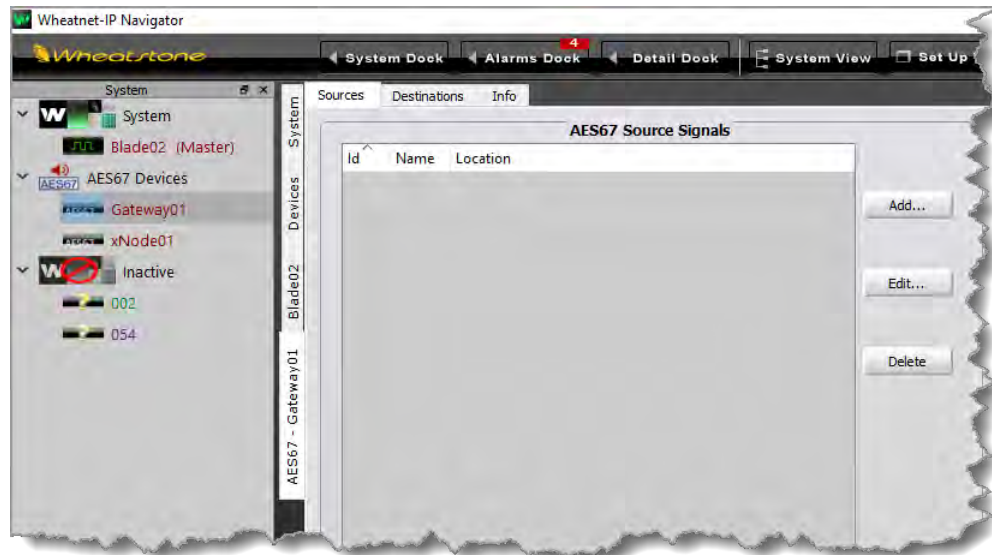 Wheatnet-IP Navigator
Wheatstone
System Dock
Alarms Dock
4
Detail Dock
System View
Set Up
System
System
Blade02 (Master)
AES67 Devices
AES67
Gateway01
xNode01
W
Inactive
002
054
System
Devices
Blade02
AES67 - Gateway01
Sources Destinations Info
AES67 Source Signals
Id Name Location
Add...
Edit...
Delete